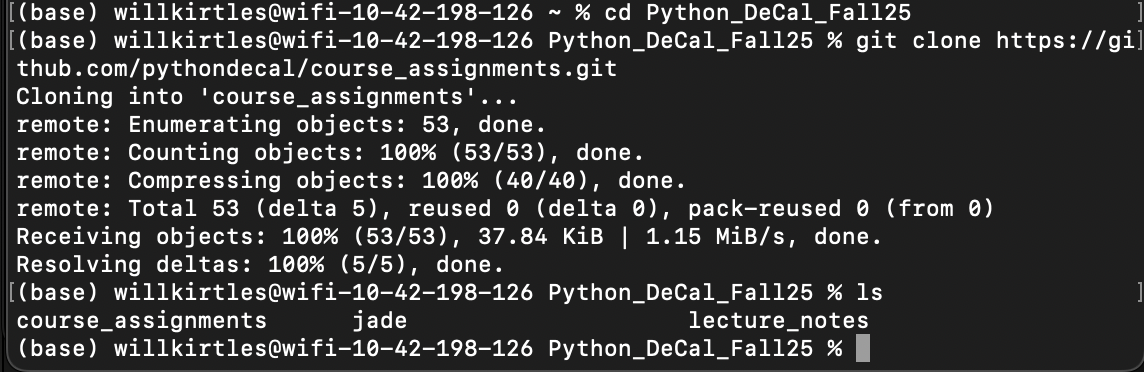 [(base) willkirtles@wifi-10-42-198-126 ~ % cd Python_DeCal_Fall25 ]
[(base) willkirtles@wifi-10-42-198-126 Python_DeCal_Fall25 % git clone https://gi]
thub.com/pythondecal/course_assignments.git
Cloning into 'course_assignments'...
remote: Enumerating objects: 53, done.
remote: Counting objects: 100% (53/53), done.
remote: Compressing objects: 100% (40/40), done.
remote: Total 53 (delta 5), reused 0 (delta 0), pack-reused 0 (from 0)
Receiving objects: 100% (53/53), 37.84 KiB | 1.15 MiB/s, done.
Resolving deltas: 100% (5/5), done.
[(base) willkirtles@wifi-10-42-198-126 Python_DeCal_Fall25 % ls ]
course_assignments jade lecture_notes
(base) willkirtles@wifi-10-42-198-126 Python_DeCal_Fall25 %